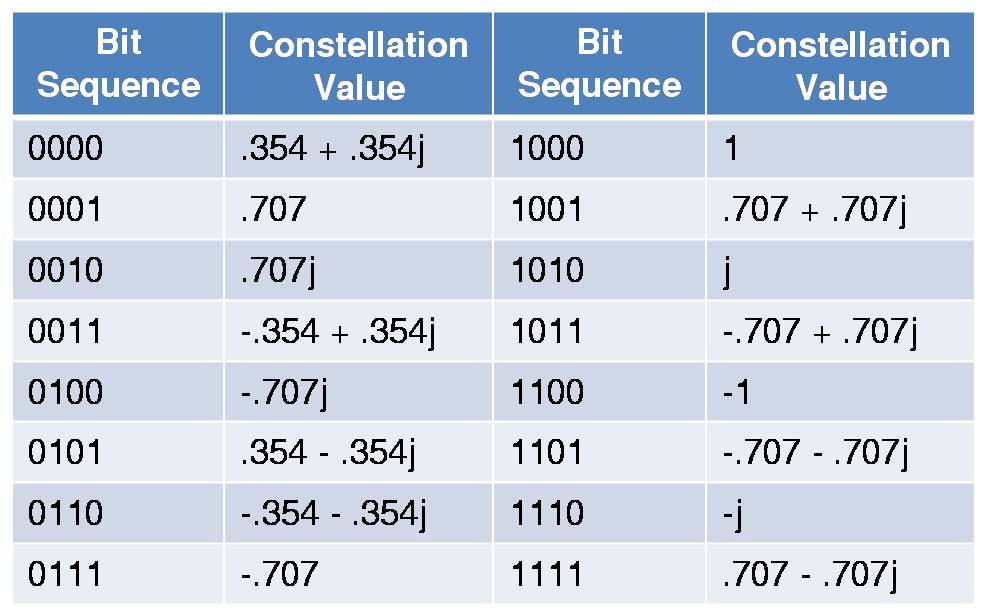 Bit Sequence Constellation Value Bit Sequence Constellation Value
0000 .354 + .354j 1000 1
0001 .707 1001 .707 + .707j
0010 .707j 1010 j
0011 -.354 + .354j 1011 -.707 + .707j
0100 -.707j 1100 -1
0101 .354 - .354j 1101 -.707 - .707j
0110 -.354 - .354j 1110 -j
0111 -.707 1111 .707 - .707j